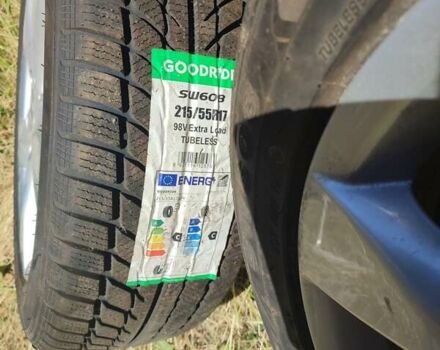 GOODRIDE
SW608
215/55R17
98V Extra Load
TUBELESS
ENERG
TUBELESS